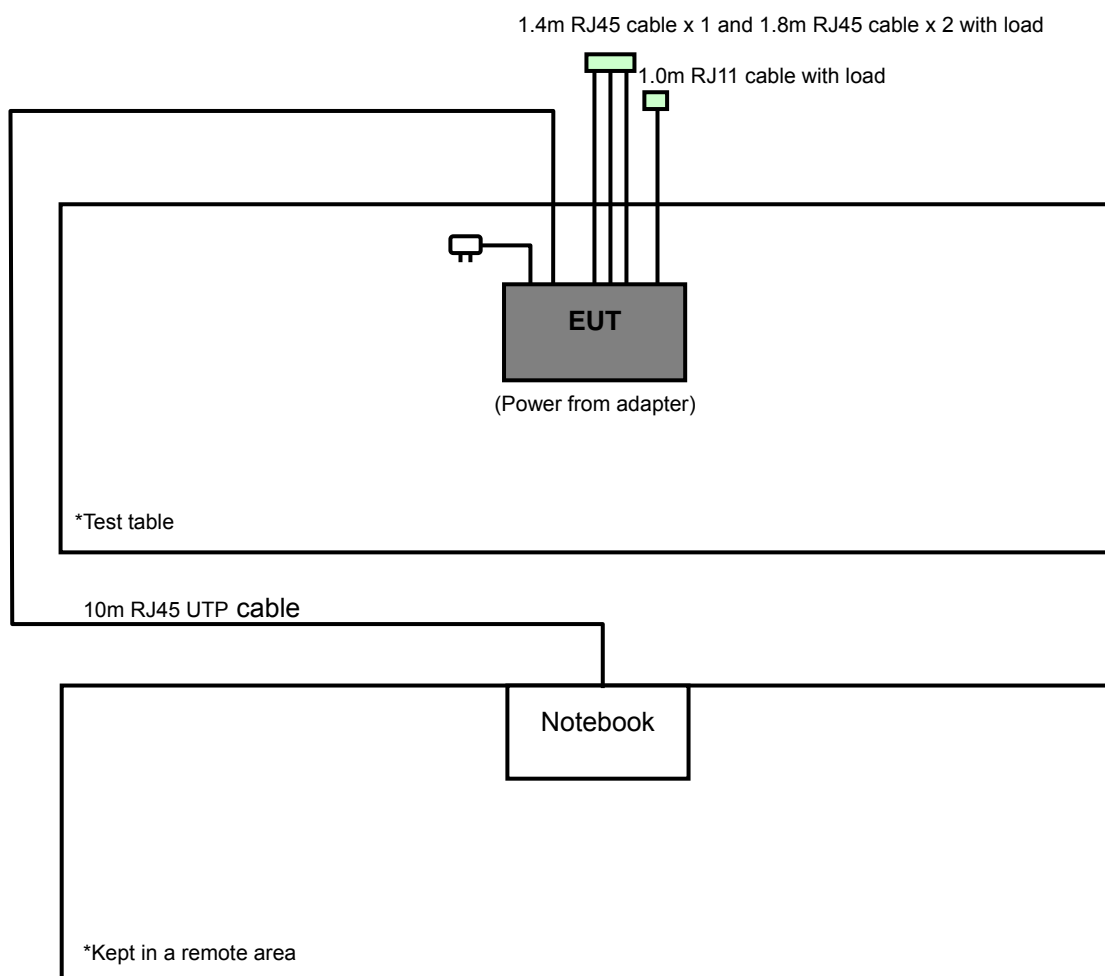 1.4m RJ45 cable x 1 and 1.8m RJ45 cable x 2 with load
1.0m RJ11 cable with load
EUT
(Power from adapter)
*Test table
10m RJ45 UTP cable
Notebook
*Kept in a remote area